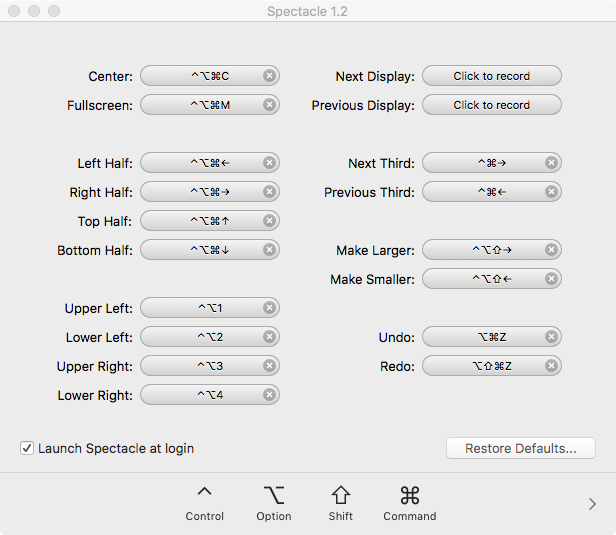 Spectacle 1.2
Center: ^⌥⌘C
Fullscreen: ^⌥⌘M
Left Half: ^⌥⌘←
Right Half: ^⌥⌘→
Top Half: ^⌥⌘↑
Bottom Half: ^⌥⌘↓
Upper Left: ^⌥1
Lower Left: ^⌥2
Upper Right: ^⌥3
Lower Right: ^⌥4
Next Display: Click to record
Previous Display: Click to record
Next Third: ^⌘→
Previous Third: ^⌘←
Make Larger: ^⌥⇧→
Make Smaller: ^⌥⇧←
Undo: ⌥⌘Z
Redo: ⌥⇧⌘Z
Launch Spectacle at login
Restore Defaults...
^ ⌥ ⇧ ⌘
Control Option Shift Command